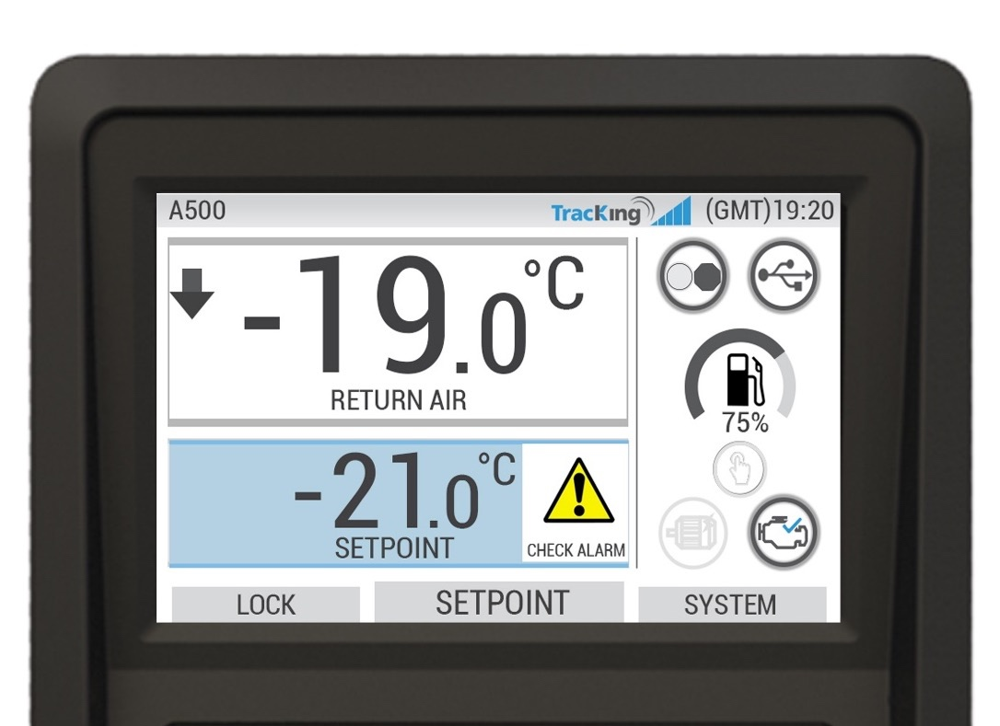 A500 TracKing (GMT)19:20
-19.0°C
RETURN AIR
75%
-21.0°C
SETPOINT
CHECK ALARM
LOCK SETPOINT SYSTEM